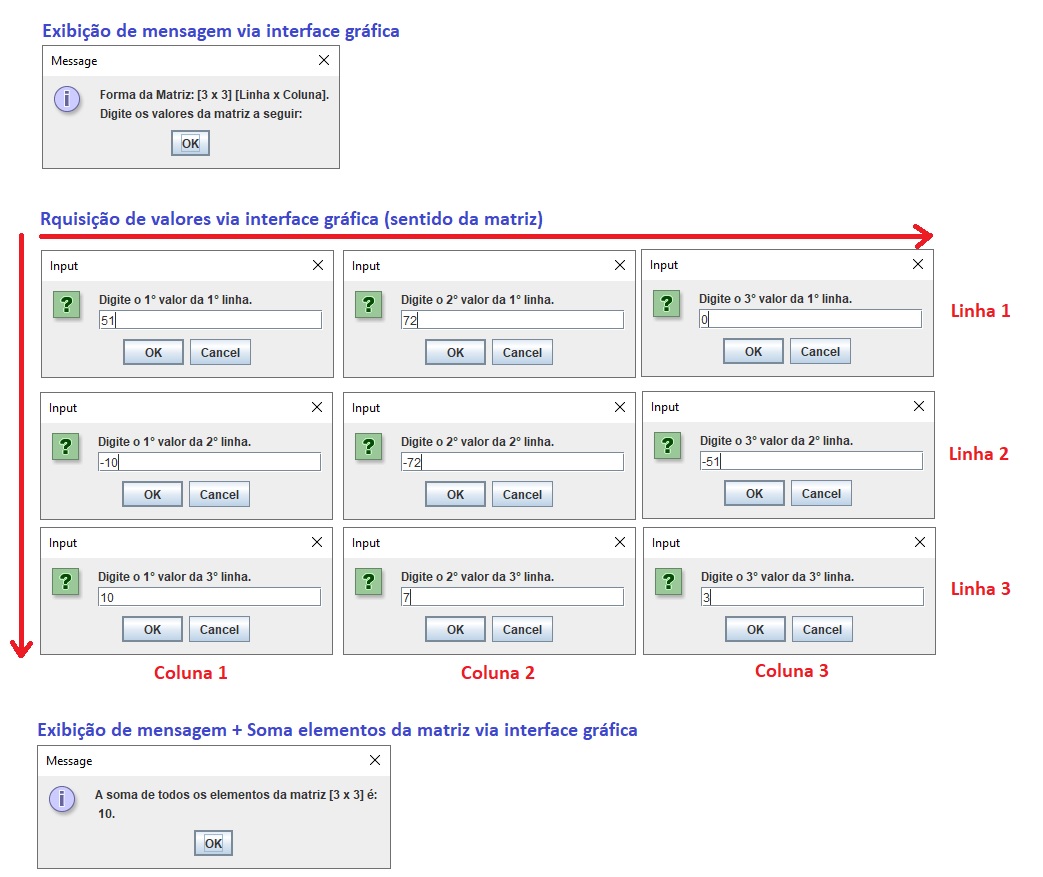 Exibição de mensagem via interface gráfica
Message
Forma da Matriz: [3 x 3] [Linha x Coluna].
Digite os valores da matriz a seguir:
OK
Rquisição de valores via interface gráfica (sentido da matriz)
Input
Digite o 1° valor da 1° linha.
51
OK Cancel
Input
Digite o 2° valor da 1° linha.
72
OK Cancel
Input
Digite o 3° valor da 1° linha.
0
OK Cancel
Linha 1
Input
Digite o 1° valor da 2° linha.
-10
OK Cancel
Input
Digite o 2° valor da 2° linha.
-72
OK Cancel
Input
Digite o 3° valor da 2° linha.
-51
OK Cancel
Linha 2
Input
Digite o 1° valor da 3° linha.
10
OK Cancel
Input
Digite o 2° valor da 3° linha.
7
OK Cancel
Input
Digite o 3° valor da 3° linha.
3
OK Cancel
Linha 3
Coluna 1
Coluna 2
Coluna 3
Exibição de mensagem + Soma elementos da matriz via interface gráfica
Message
A soma de todos os elementos da matriz [3 x 3] é:
10.
OK